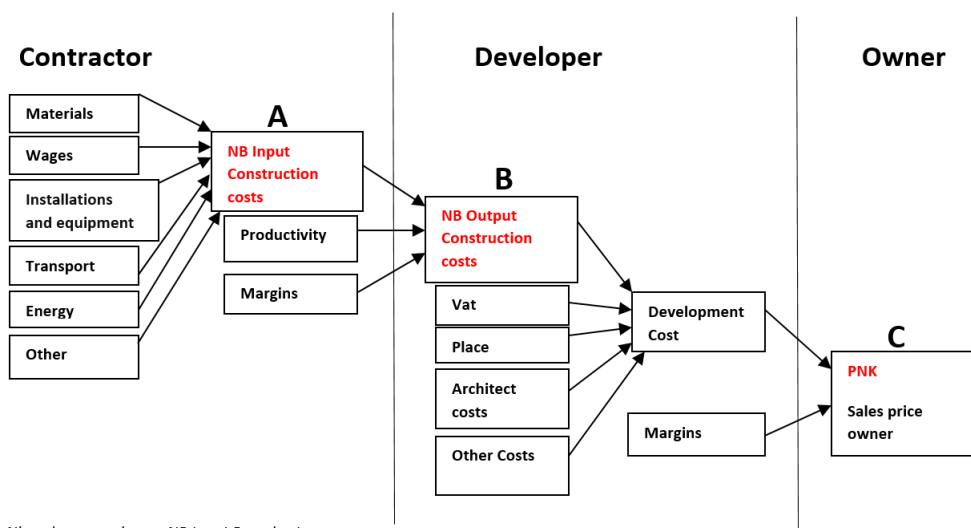 Contractor
Developer
Owner
Materials
Wages
Installations
and equipment
Transport
Energy
Other
A
NB Input
Construction
costs
Productivity
Margins
B
NB Output
Construction
costs
Vat
Place
Architect
costs
Other Costs
Development
Cost
Margins
C
PNK
Sales price
owner